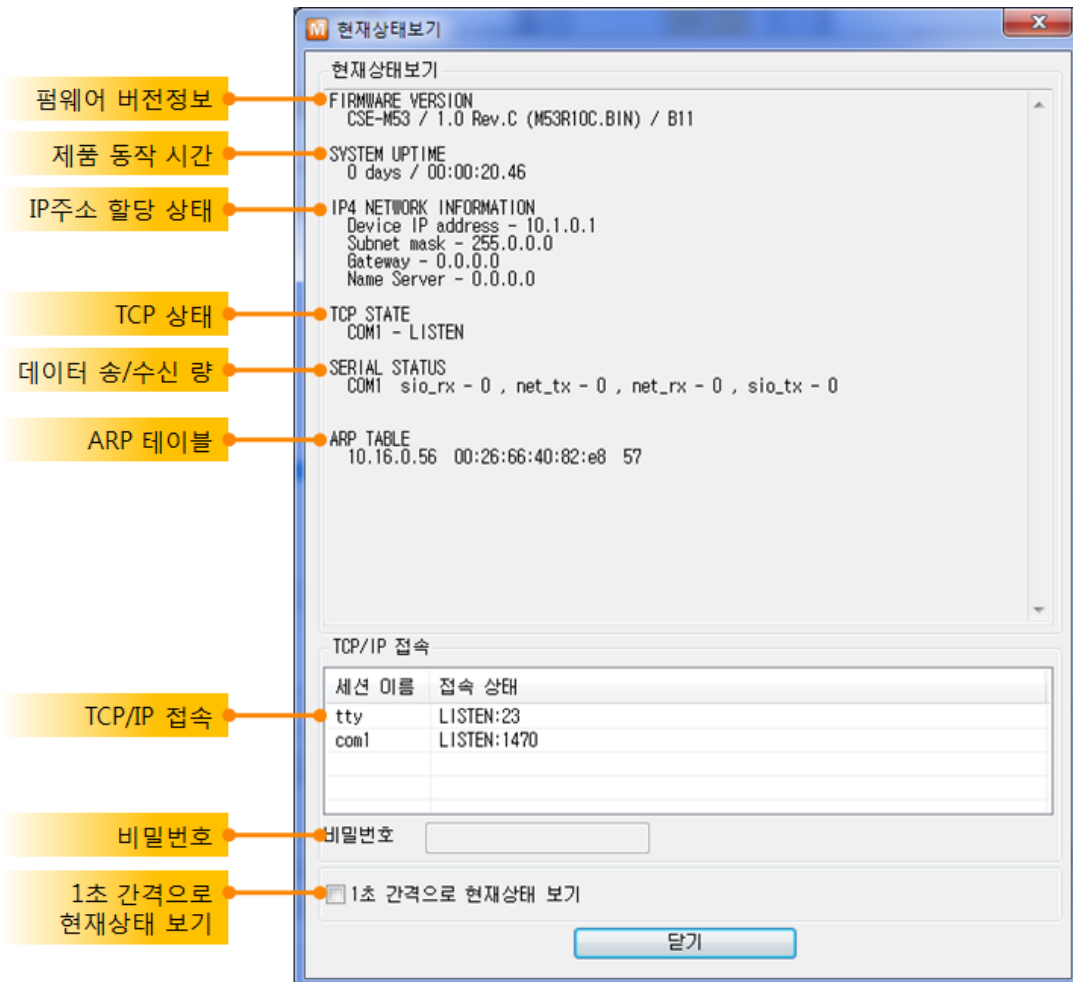 현재상태보기
현재상태보기
펌웨어 버전정보
FIRMWARE VERSION
CSE-M53 / 1.0 Rev.C (M53R10C.BIN) / B11
제품 동작 시간
SYSTEM UPTIME
0 days / 00:00:20.46
IP주소 할당 상태
IP4 NETWORK INFORMATION
Device IP address - 10.1.0.1
Subnet mask - 255.0.0.0
Gateway - 0.0.0.0
Name Server - 0.0.0.0
TCP 상태
TCP STATE
COM1 - LISTEN
데이터 송/수신 량
SERIAL STATUS
COM1 sio_rx - 0 , net_tx - 0 , net_rx - 0 , sio_tx - 0
ARP 테이블
ARP TABLE
10.16.0.56 00:26:66:40:82:e8 57
TCP/IP 접속
세션 이름 접속 상태
TCP/IP 접속
tty LISTEN:23
com1 LISTEN:1470
비밀번호
비밀번호
1초 간격으로
현재상태 보기
1초 간격으로 현재상태 보기
닫기